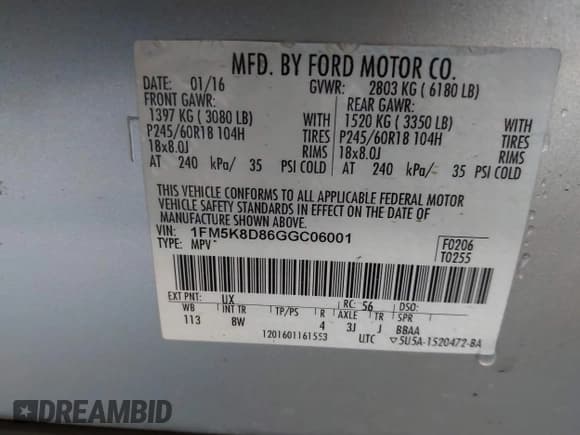 MFD. BY FORD MOTOR CO.
DATE: 01/16 GVWR: 2803 KG ( 6180 LB)
FRONT GAWR: REAR GAWR:
1397 KG ( 3080 LB) WITH 1520 KG ( 3350 LB) WITH
P245/60R18 104H TIRES P245/60R18 104H TIRES
18x8.0J RIMS 18x8.0J RIMS
AT 240 kPa/ 35 PSI COLD AT 240 kPa/ 35 PSI COLD
THIS VEHICLE CONFORMS TO ALL APPLICABLE FEDERAL MOTOR
VEHICLE SAFETY STANDARDS IN EFFECT ON THE DATE OF
MANUFACTURE SHOWN ABOVE.
VIN: 1FM5K8D86GGC06001 F0206
TYPE: MPV T0255
EXT PNT: UX RC: 56 DSO:
WB INT TR TP/PS R AXLE TR SPR
113 8W 4 3J J BBAA
1201601161553 UTC ▽5U5A-1520472-BA
DREAMBID